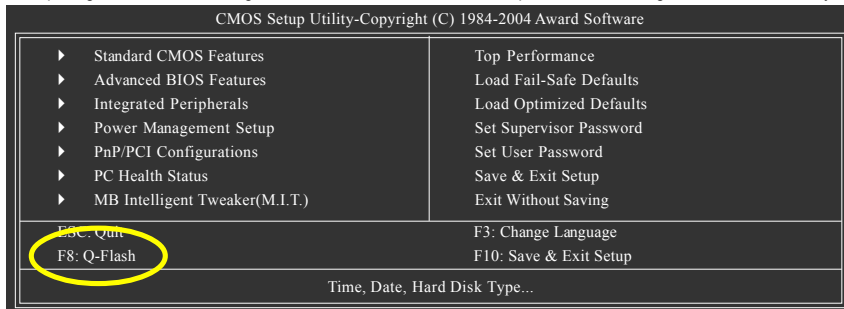 CMOS Setup Utility-Copyright (C) 1984-2004 Award Software
Standard CMOS Features
Advanced BIOS Features
Integrated Peripherals
Power Management Setup
PnP/PCI Configurations
PC Health Status
MB Intelligent Tweaker(M.I.T.)
Top Performance
Load Fail-Safe Defaults
Load Optimized Defaults
Set Supervisor Password
Set User Password
Save & Exit Setup
Exit Without Saving
ESC: Quit
F8: Q-Flash
F3: Change Language
F10: Save & Exit Setup
Time, Date, Hard Disk Type...